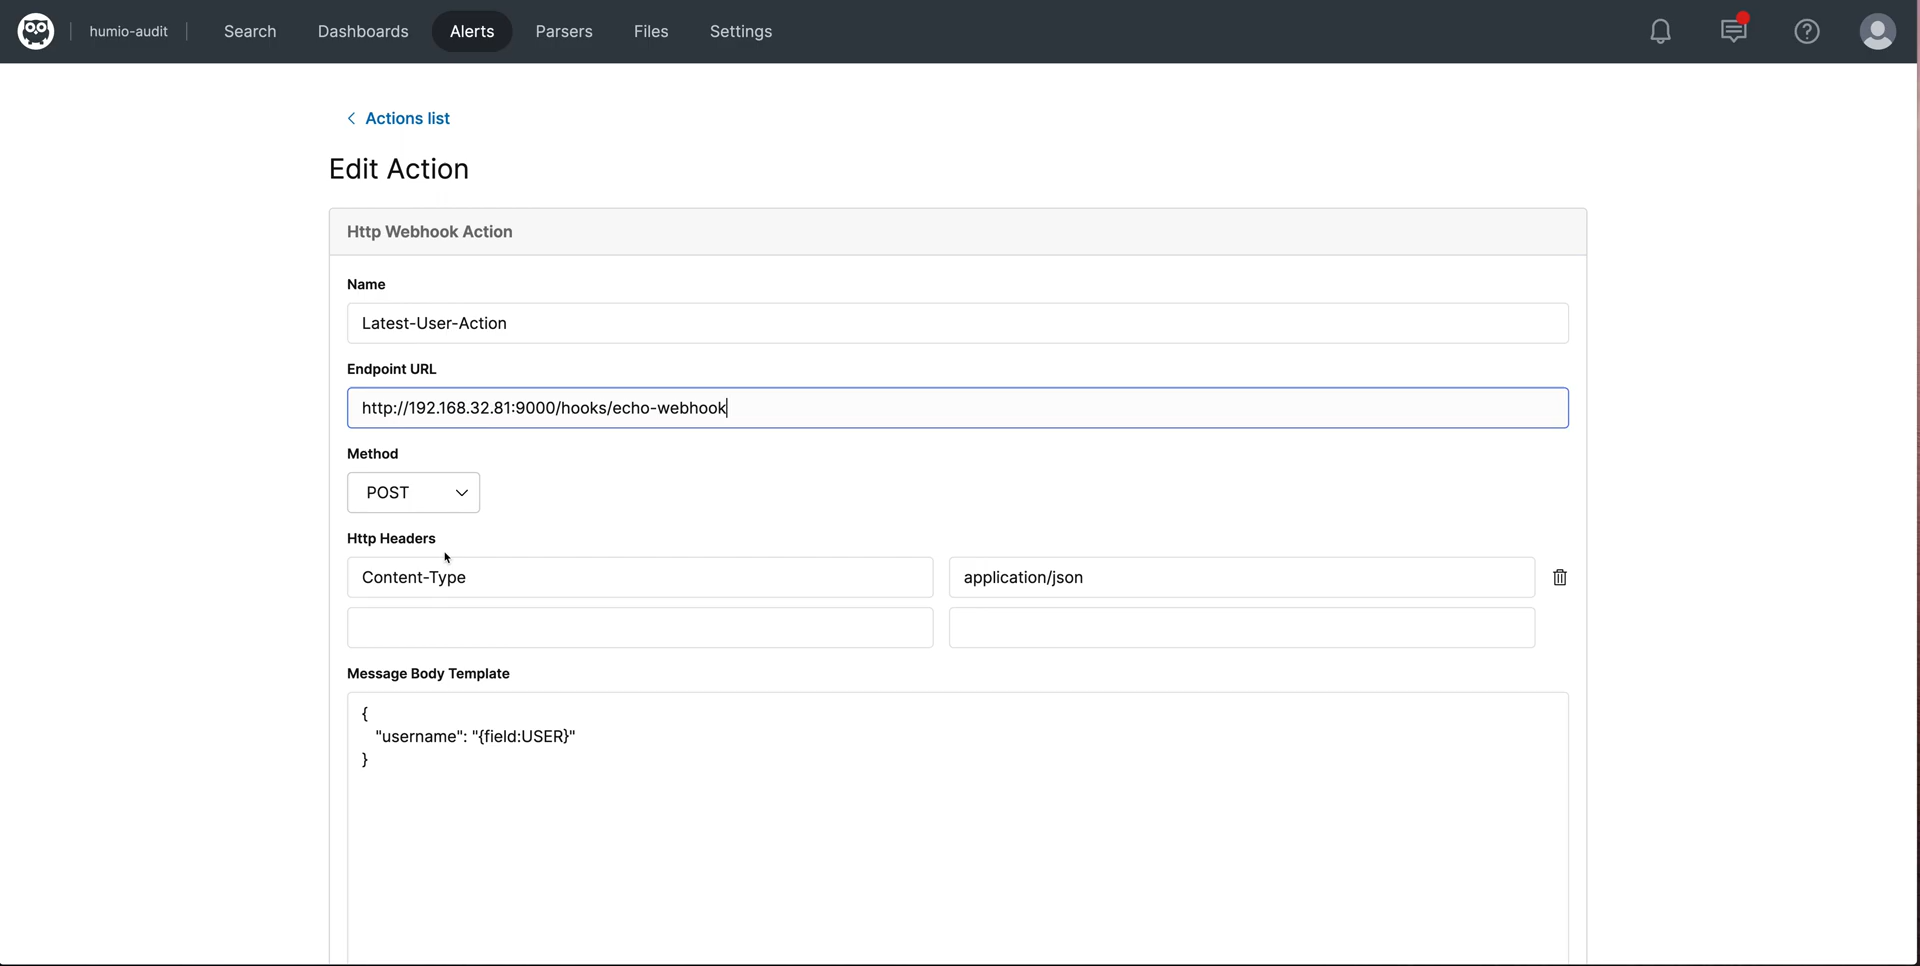 humio-audit Search Dashboards Alerts Parsers Files Settings
Actions list
Edit Action
Http Webhook Action
Name
Latest-User-Action
Endpoint URL
http://192.168.32.81:9000/hooks/echo-webhook
Method
POST
Http Headers
Content-Type application/json
Message Body Template
{
"username": "{field:USER}"
}